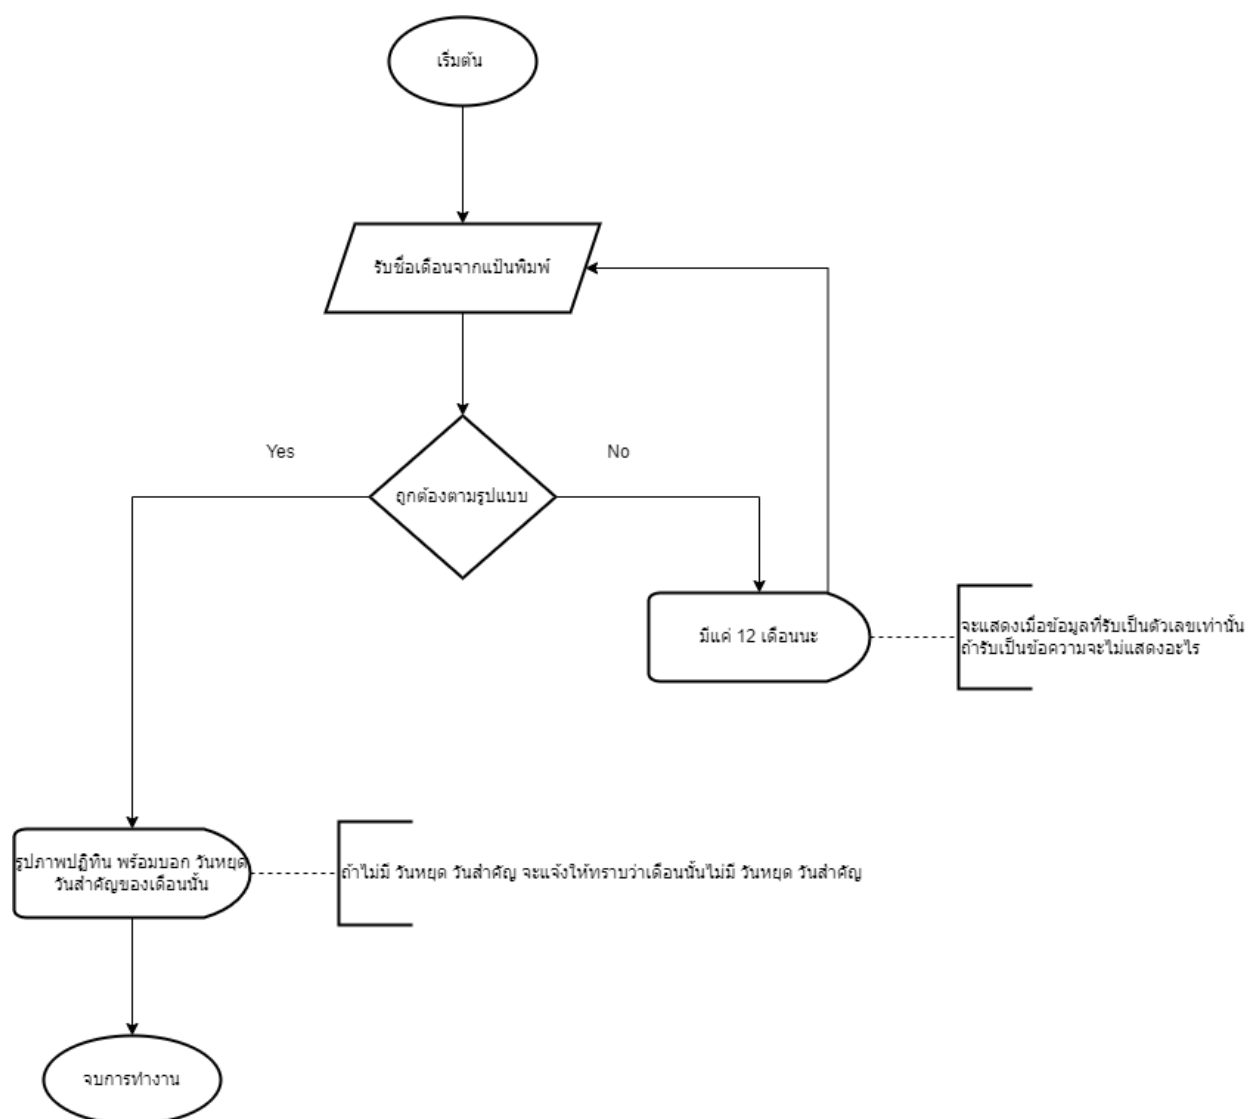 เริ่มต้น
รับชื่อเดือนจากแป้นพิมพ์
Yes
No
ถูกต้องตามรูปแบบ
มีแค่ 12 เดือนนะ
จะแสดงเมื่อข้อมูลที่รับเป็นตัวเลขเท่านั้น
ถ้ารับเป็นข้อความจะไม่แสดงอะไร
รูปภาพปฏิทิน พร้อมบอก วันหยุด
วันสำคัญของเดือนนั้น
ถ้าไม่มี วันหยุด วันสำคัญ จะแจ้งให้ทราบว่าเดือนนั้นไม่มี วันหยุด วันสำคัญ
จบการทำงาน